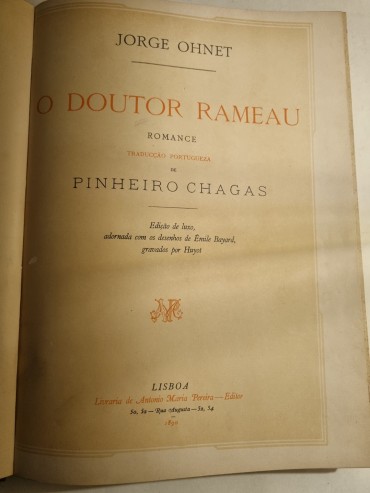 JORGE OHNET
O DOUTOR RAMEAU
ROMANCE
TRADUCÇÃO PORTUGUEZA
DE
PINHEIRO CHAGAS
Edição de luxo,
adornada com os desenhos de Emile Bayard,
gravados por Huyot
LISBOA
Livraria de Antonio Maria Pereira—Editor
50, 52 — Rua Augusta — 52, 54